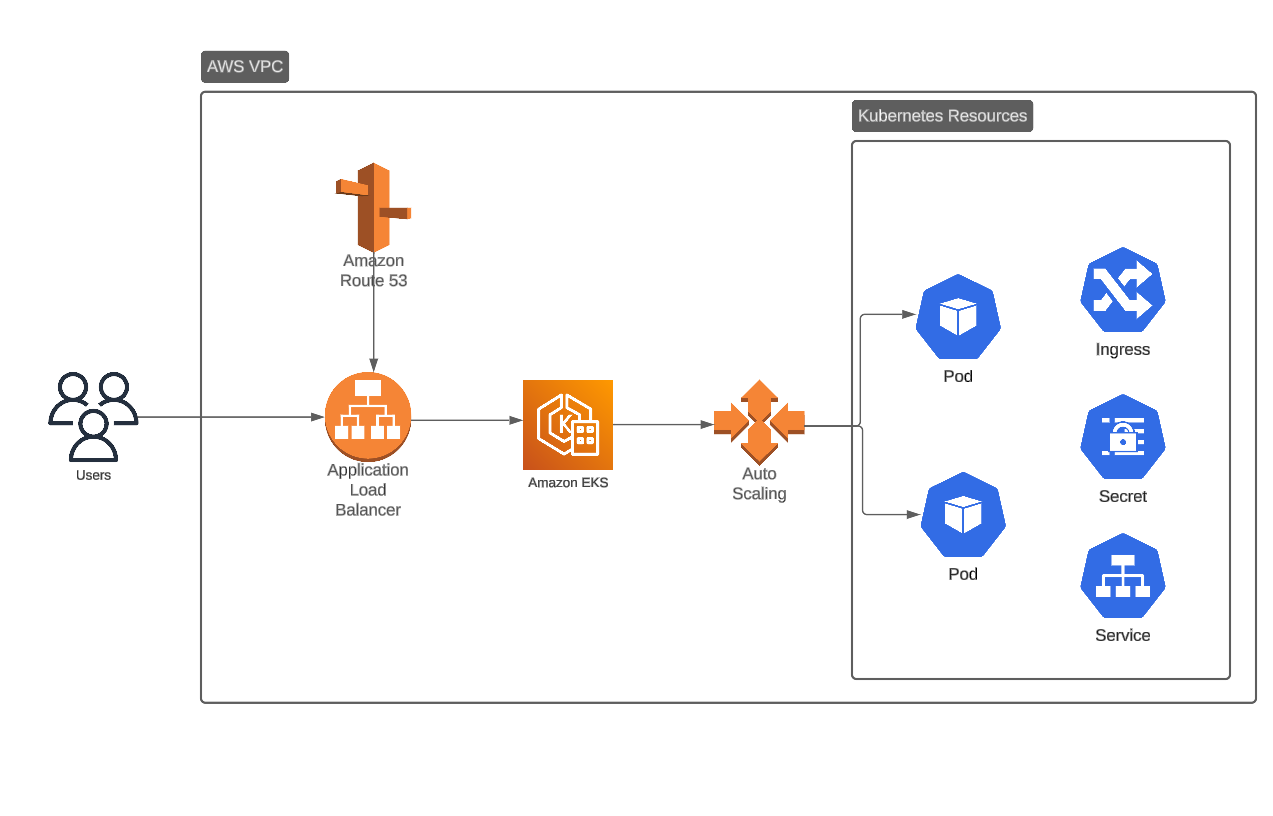 AWS VPC
Kubernetes Resources
Amazon
Route 53
Users
Application
Load
Balancer
Amazon EKS
Auto
Scaling
Pod
Pod
Ingress
Secret
Service